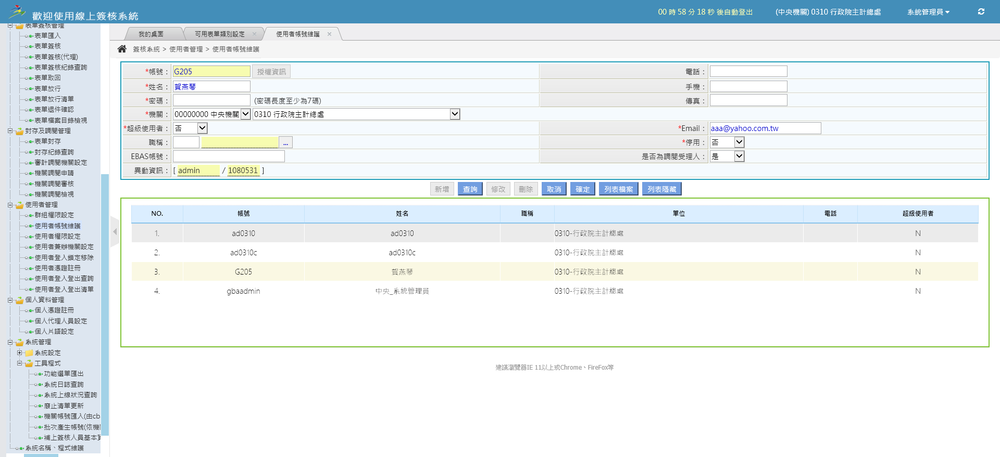 歡迎使用線上簽核系統
00 時 58 分 18 秒 後自動登出
(中央機關) 0310 行政院主計總處
系統管理員
表單簽核管理
表單匯入
表單簽核
表單簽核(代理)
表單簽核紀錄查詢
表單取回
表單放行
表單放行清單
表單退件確認
表單檔案目錄檢視
封存及調閱管理
表單封存
封存紀錄查詢
審計調閱機關設定
機關調閱申請
機關調閱審核
機關調閱檢視
使用者管理
群組權限設定
使用者帳號維護
使用者權限設定
使用者兼辦機關設定
使用者登入鎖定移除
使用者憑證註冊
使用者登入登出查詢
使用者登入登出清單
個人資料管理
個人憑證註冊
個人代理人員設定
個人片語設定
系統管理
系統設定
工具程式
功能選單匯出
系統日誌查詢
系統上線狀況查詢
廢止清單更新
機關帳號匯入(由cb
批次產生帳號(依機
補上簽核人員基本
系統名稱、程式維護
我的桌面
可用表單類別設定 ×
使用者帳號維護 ×
簽核系統 > 使用者管理 > 使用者帳號維護
*帳號： G205 授權資訊 電話：
*姓名： 賀燕琴 手機：
*密碼： (密碼長度至少為7碼) 傳真：
*機關： 00000000 中央機關 0310 行政院主計總處
*超級使用者： 否 *Email： aaa@yahoo.com.tw
職稱： ... *停用： 否
EBAS帳號： 是否為調閱受理人： 是
異動資訊： [ admin / 1080531 ]
新增 查詢 修改 刪除 取消 確定 列表檔案 列表隱藏
NO. 帳號 姓名 職稱 單位 電話 超級使用者
1. ad0310 ad0310 0310-行政院主計總處 N
2. ad0310c ad0310c 0310-行政院主計總處 N
3. G205 賀燕琴 0310-行政院主計總處 N
4. gbaadmin 中央_系統管理員 0310-行政院主計總處 N
建議瀏覽器IE 11以上或Chrome、FireFox等